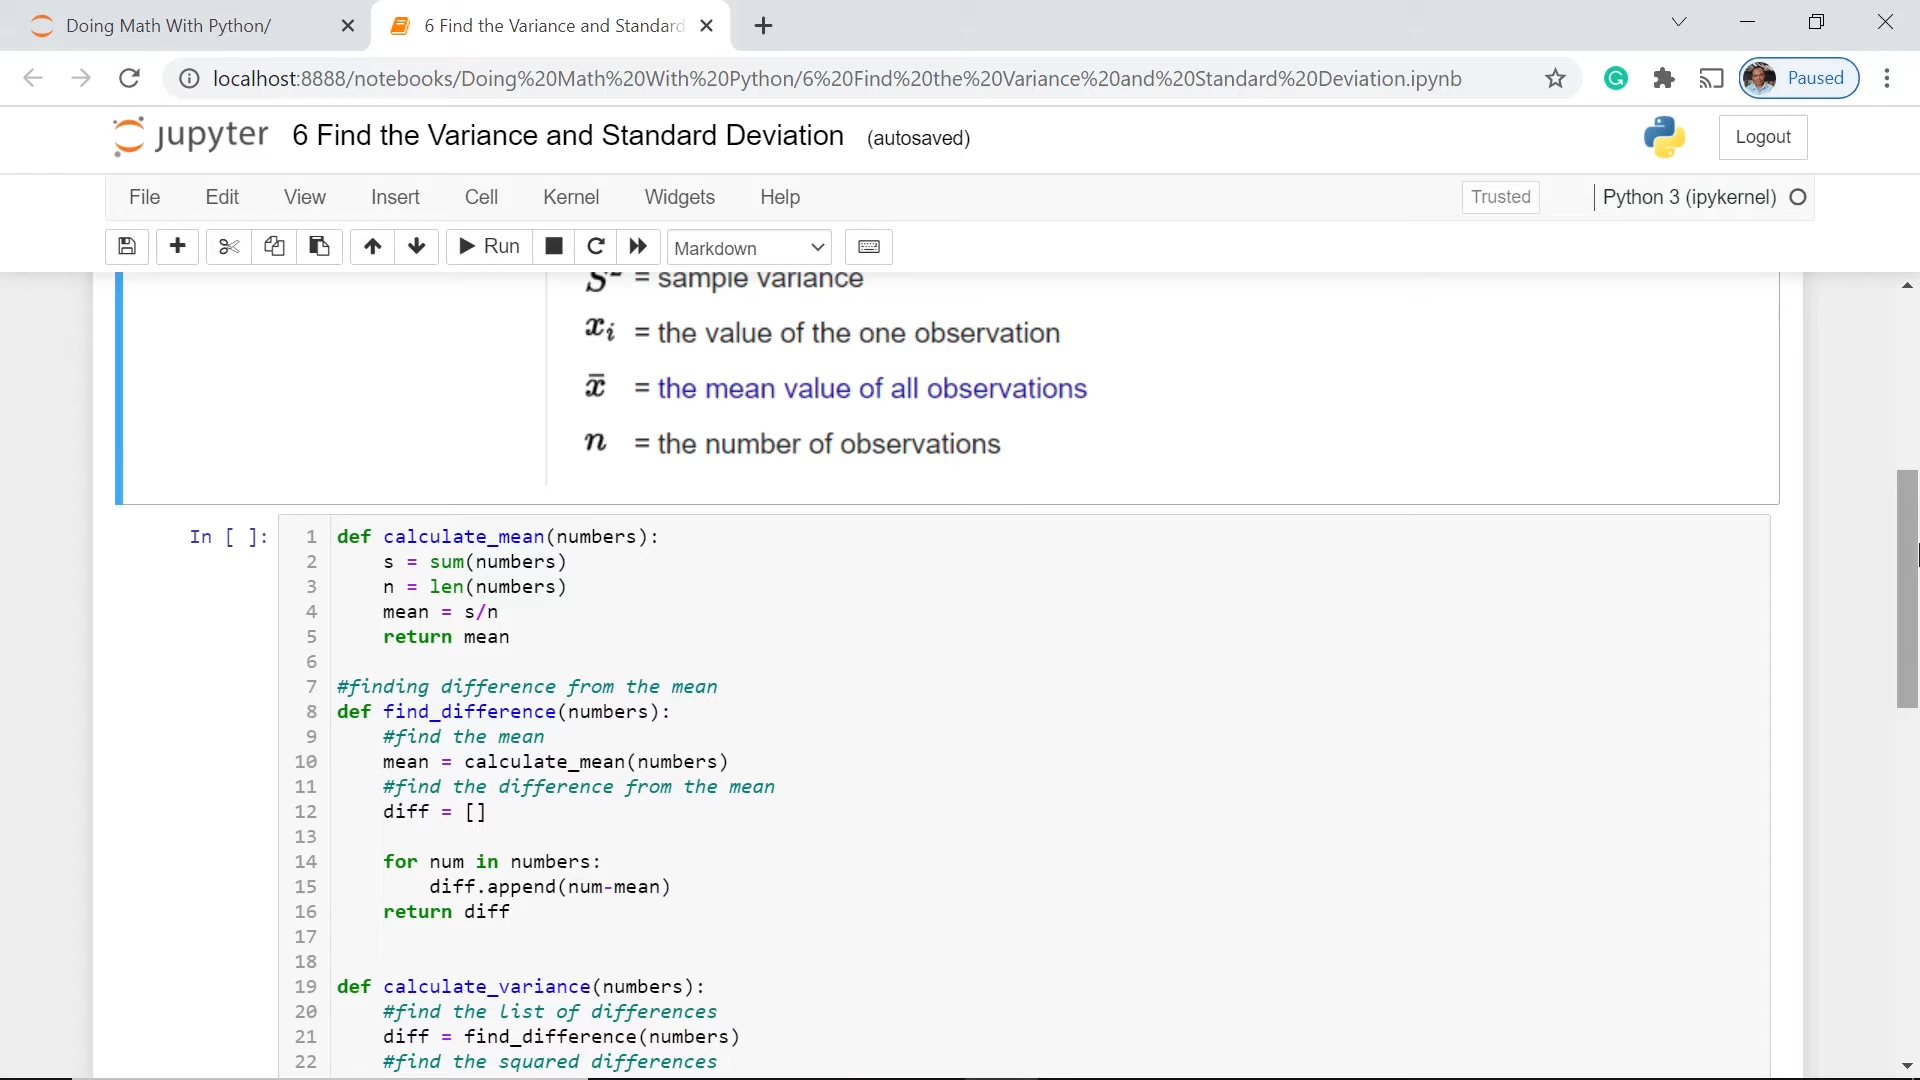 Doing Math With Python/
6 Find the Variance and Standard
localhost:8888/notebooks/Doing%20Math%20With%20Python/6%20Find%20the%20Variance%20and%20Standard%20Deviation.ipynb
Paused
jupyter 6 Find the Variance and Standard Deviation (autosaved)
Logout
File Edit View Insert Cell Kernel Widgets Help
Trusted Python 3 (ipykernel)
Run Markdown
S² = sample variance
xᵢ = the value of the one observation
x̄ = the mean value of all observations
n = the number of observations
In [ ]: 1 def calculate_mean(numbers):
2     s = sum(numbers)
3     n = len(numbers)
4     mean = s/n
5     return mean
6
7 #finding difference from the mean
8 def find_difference(numbers):
9     #find the mean
10     mean = calculate_mean(numbers)
11     #find the difference from the mean
12     diff = []
13
14     for num in numbers:
15         diff.append(num-mean)
16     return diff
17
18
19 def calculate_variance(numbers):
20     #find the list of differences
21     diff = find_difference(numbers)
22     #find the squared differences